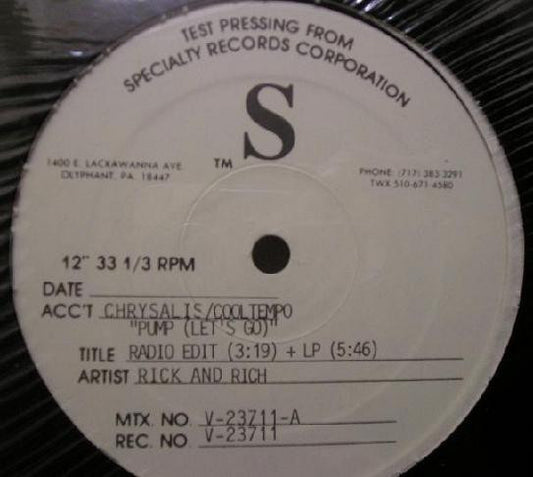 TEST PRESSING FROM
SPECIALTY RECORDS CORPORATION
S
TM
1400 E. LACKAWANNA AVE.
OLYPHANT, PA. 18447
PHONE: (717) 383-3291
TWX 510-671-4580
12" 33 1/3 RPM
DATE
ACC'T CHRYSALIS/COOLTEMPO
"PUMP (LET'S GO)"
TITLE RADIO EDIT (3:19) + LP (5:46)
ARTIST RICK AND RICH
MTX. NO. V-23711-A
REC. NO. V-23711